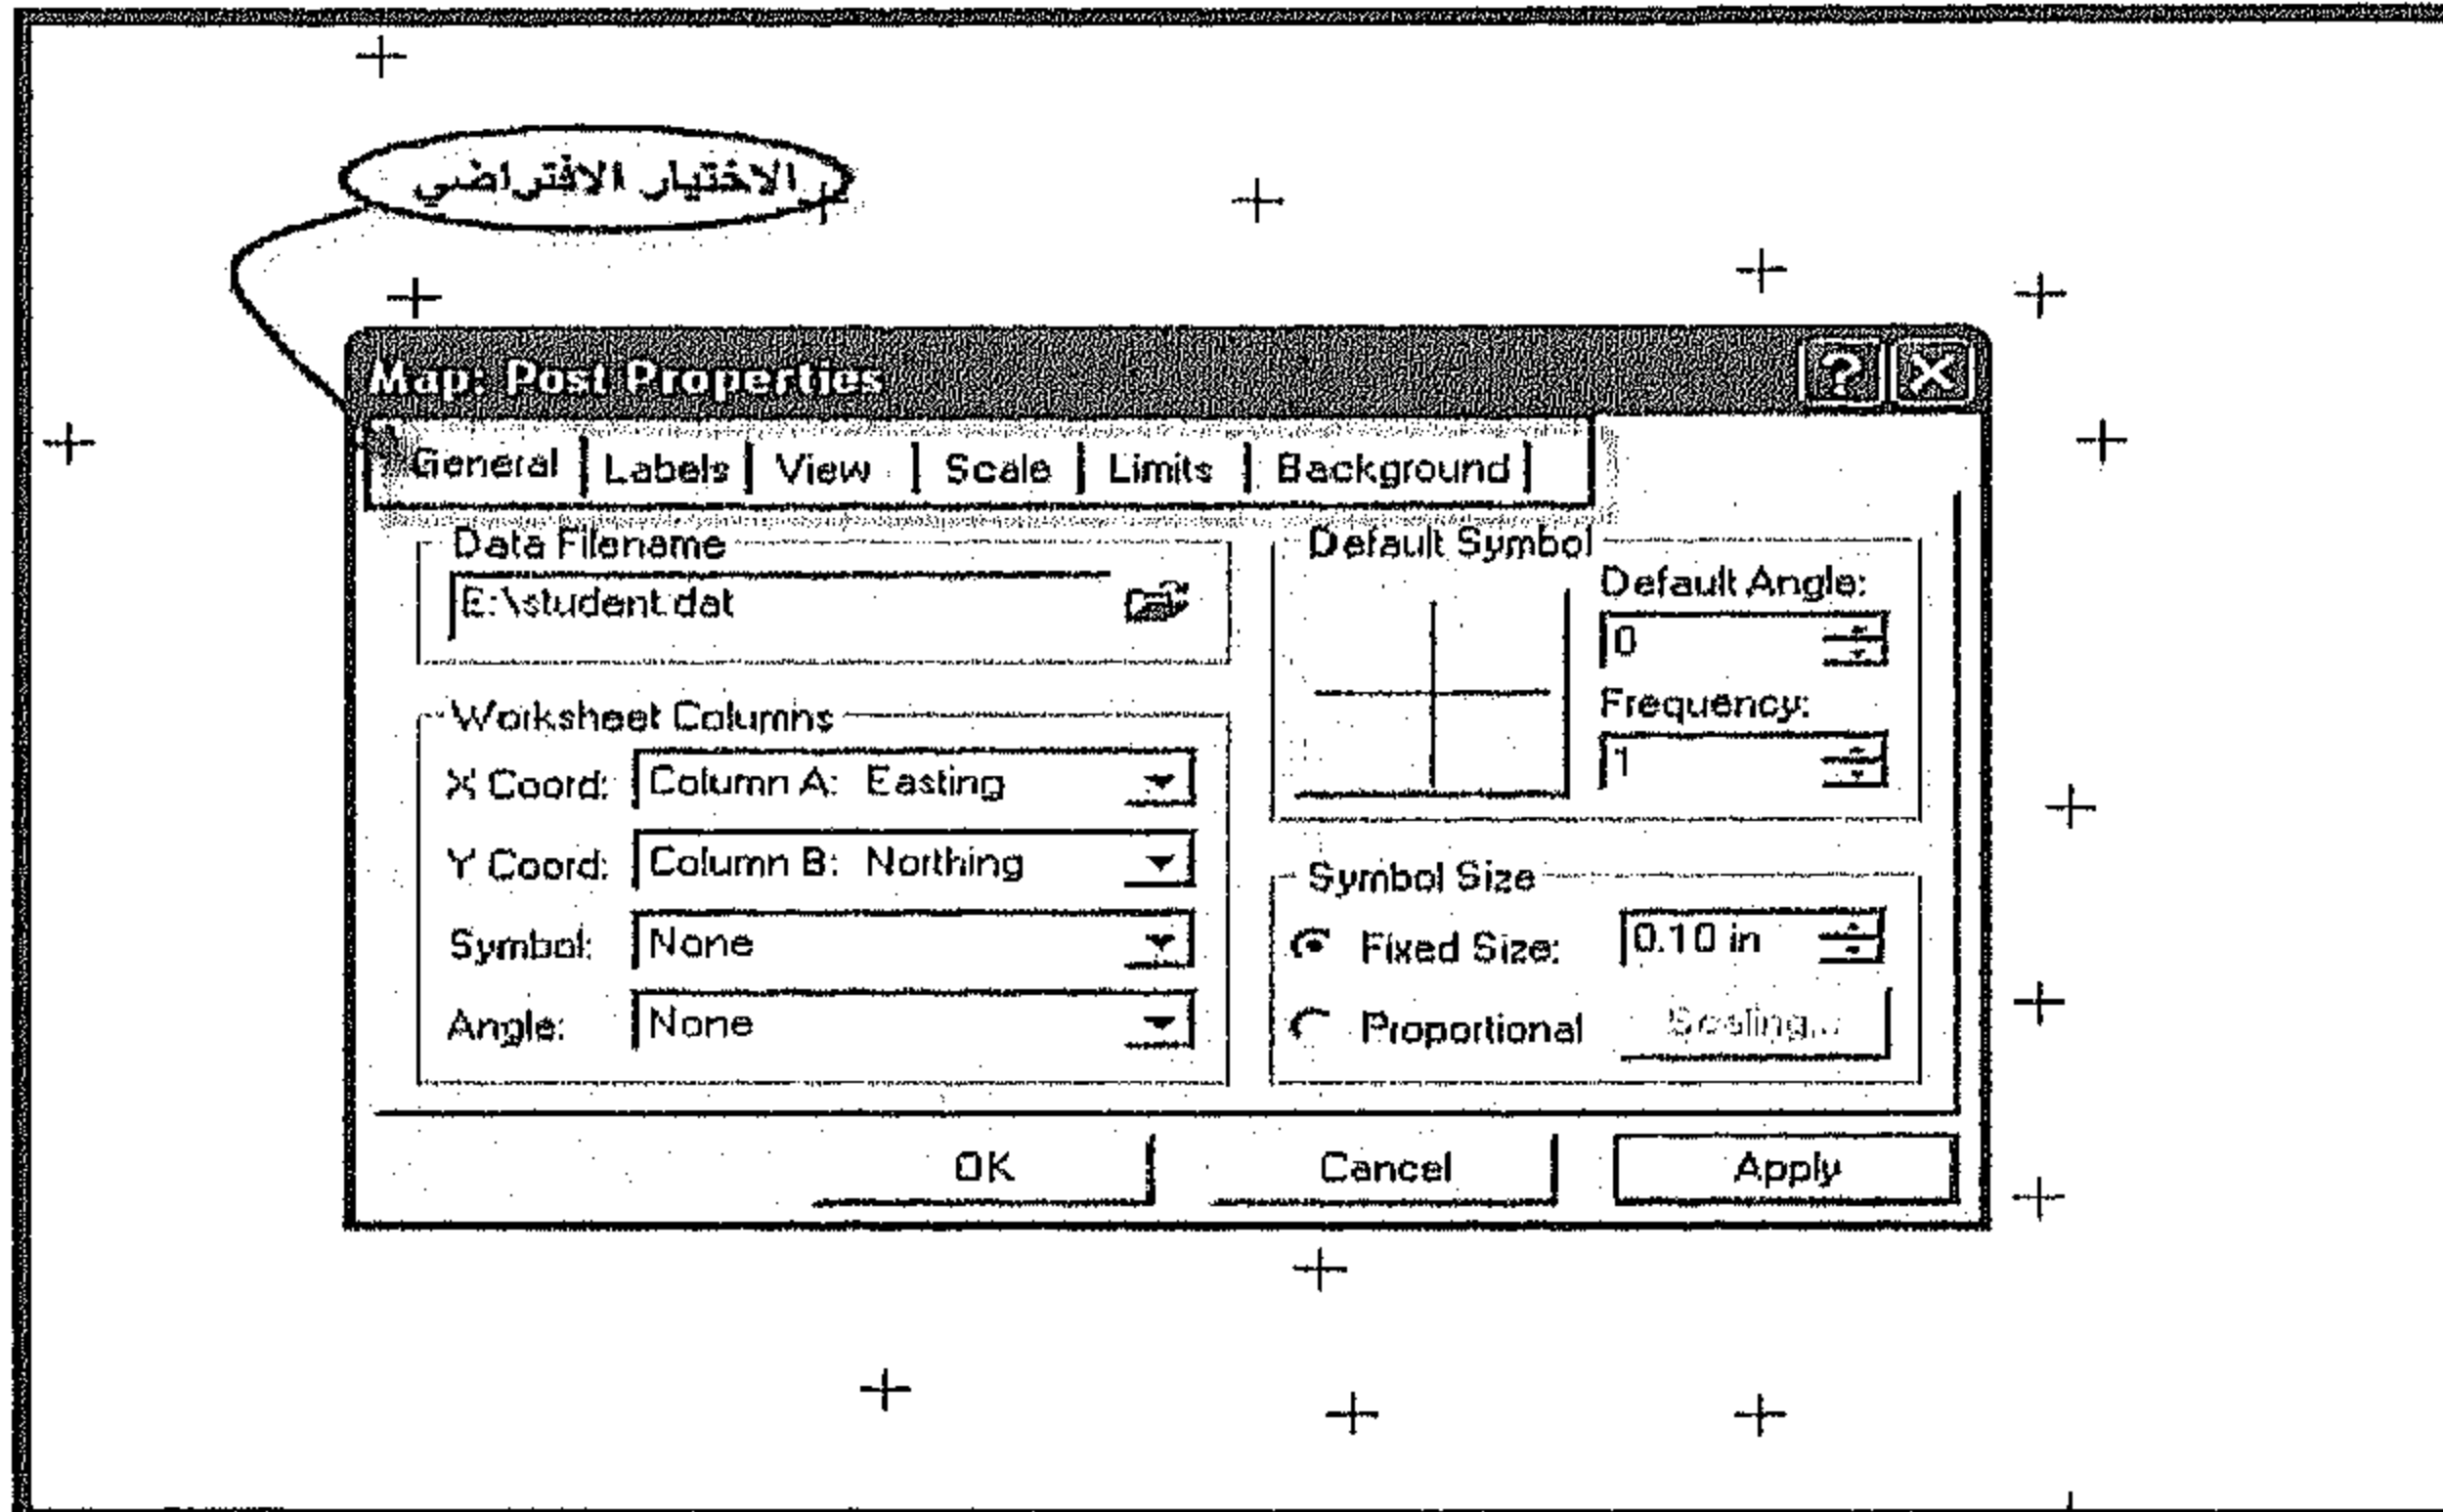 الاختيار الافتراضي
Map: Post Properties
General Labels View Scale Limits Background
Data Filename
E:\student.dat
Default Symbol
Default Angle:
0
Frequency:
1
Worksheet Columns
X Coord: Column A: Easting
Y Coord: Column B: Northing
Symbol: None
Angle: None
Symbol Size
Fixed Size: 0.10 in
Proportional Scaling...
OK Cancel Apply